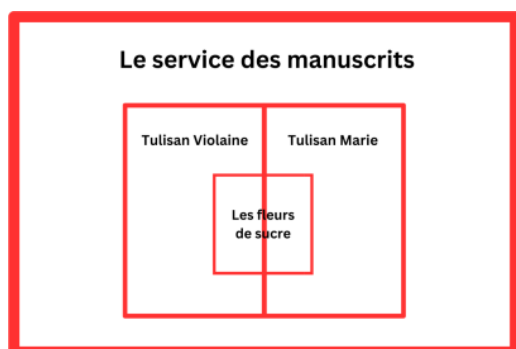 Le service des manuscrits
Tulisan Violaine
Tulisan Marie
Les fleurs
de sucre